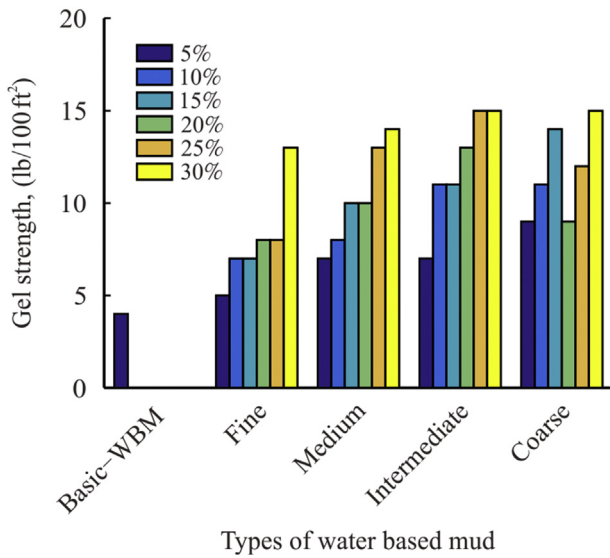 Gel strength, (lb/100 ft²)
20
15
10
5
0
5%
10%
15%
20%
25%
30%
Basic−WBM
Fine
Medium
Intermediate
Coarse
Types of water based mud